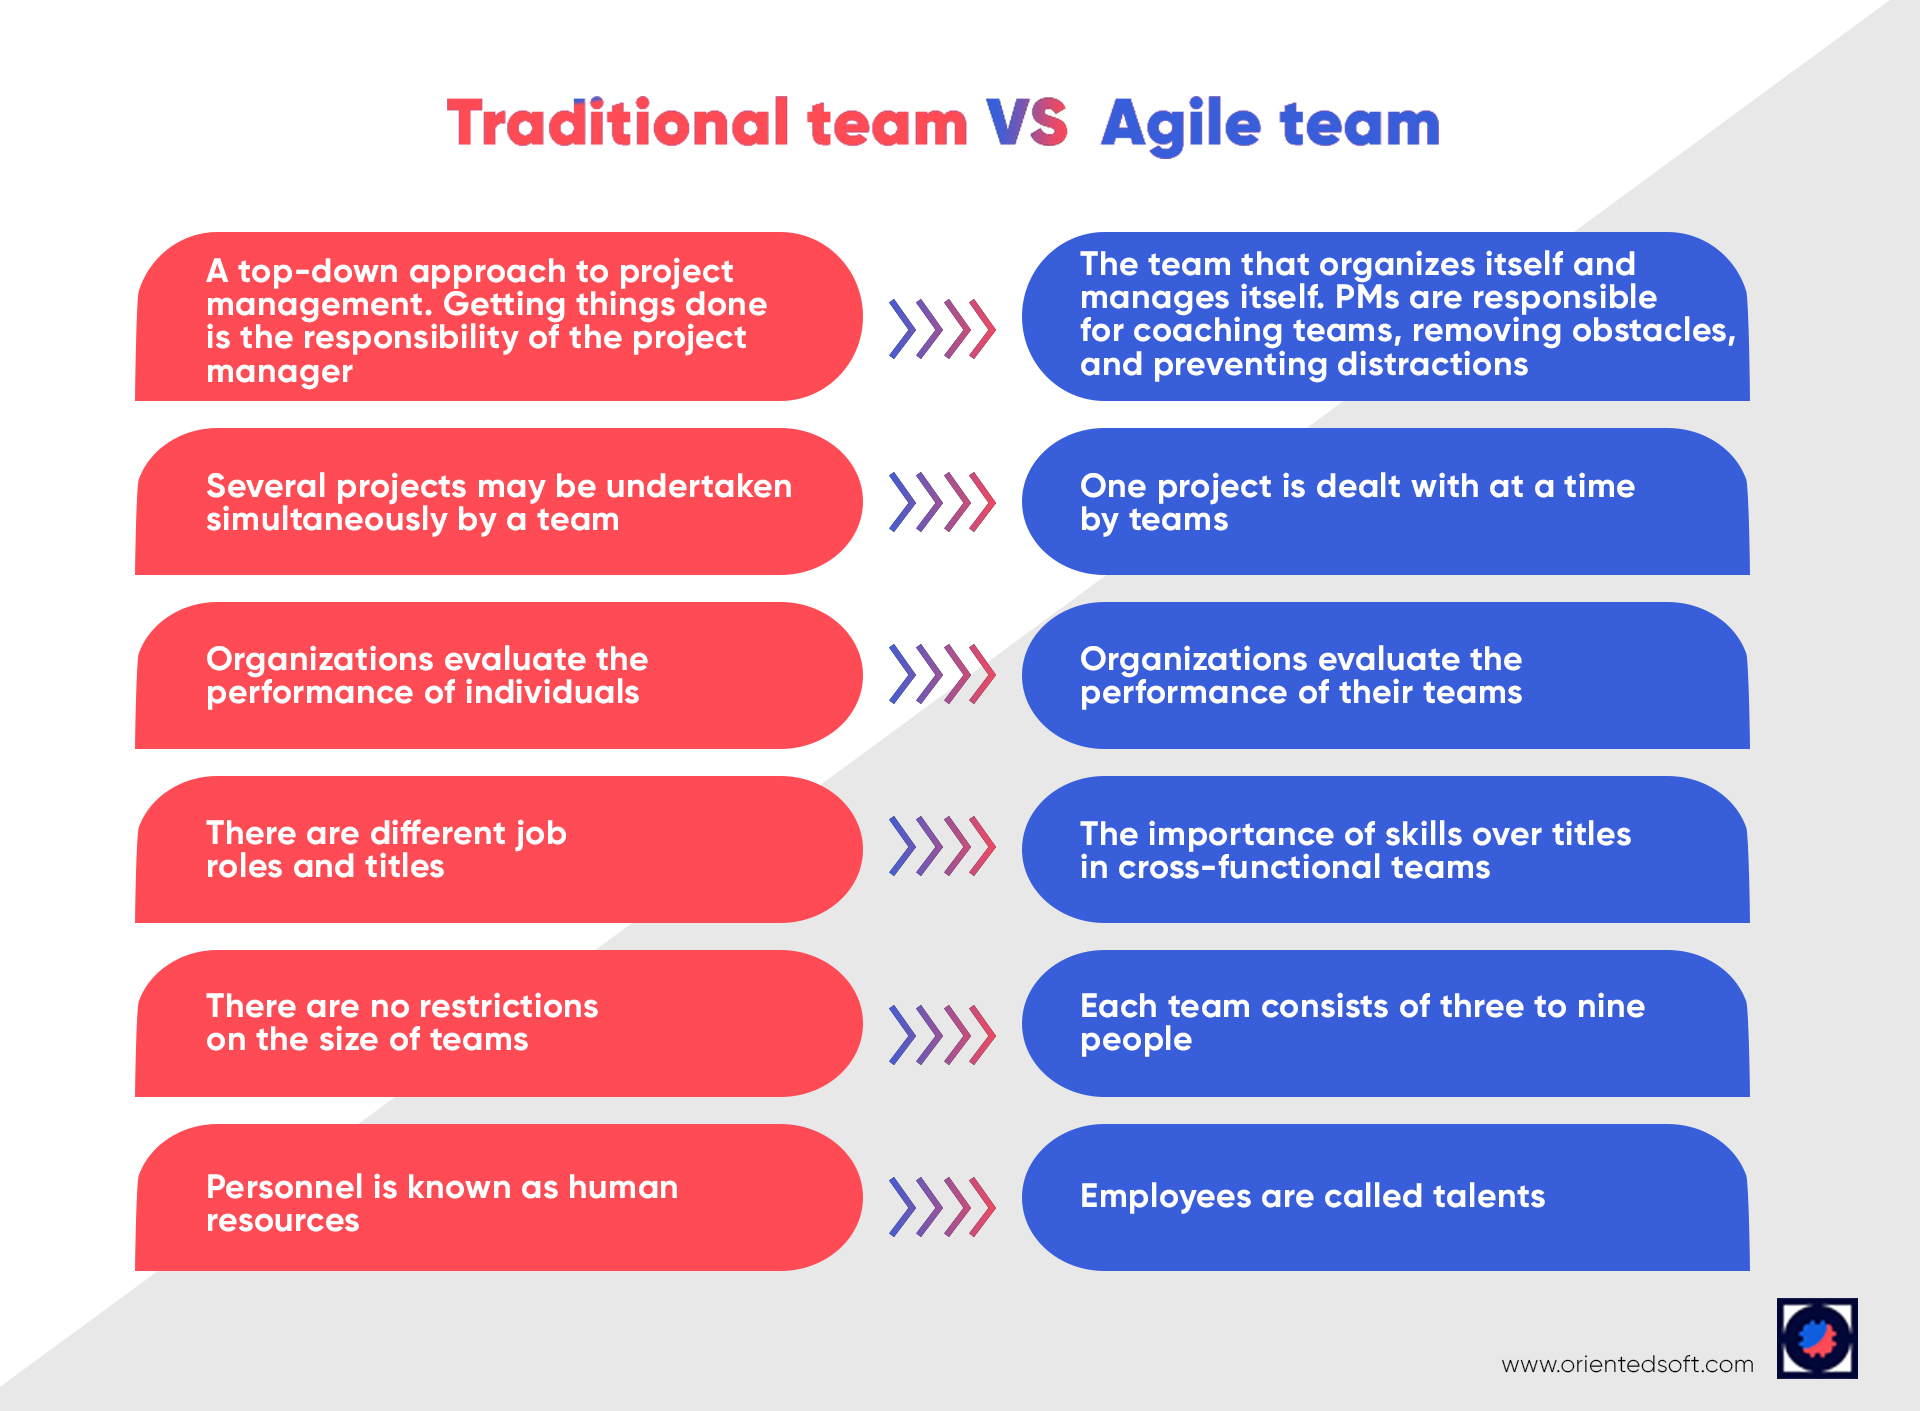 Traditional team VS Agile team
A top-down approach to project
management. Getting things done
is the responsibility of the project
manager
The team that organizes itself and
manages itself. PMs are responsible
for coaching teams, removing obstacles,
and preventing distractions
Several projects may be undertaken
simultaneously by a team
One project is dealt with at a time
by teams
Organizations evaluate the
performance of individuals
Organizations evaluate the
performance of their teams
There are different job
roles and titles
The importance of skills over titles
in cross-functional teams
There are no restrictions
on the size of teams
Each team consists of three to nine
people
Personnel is known as human
resources
Employees are called talents
www.orientedsoft.com